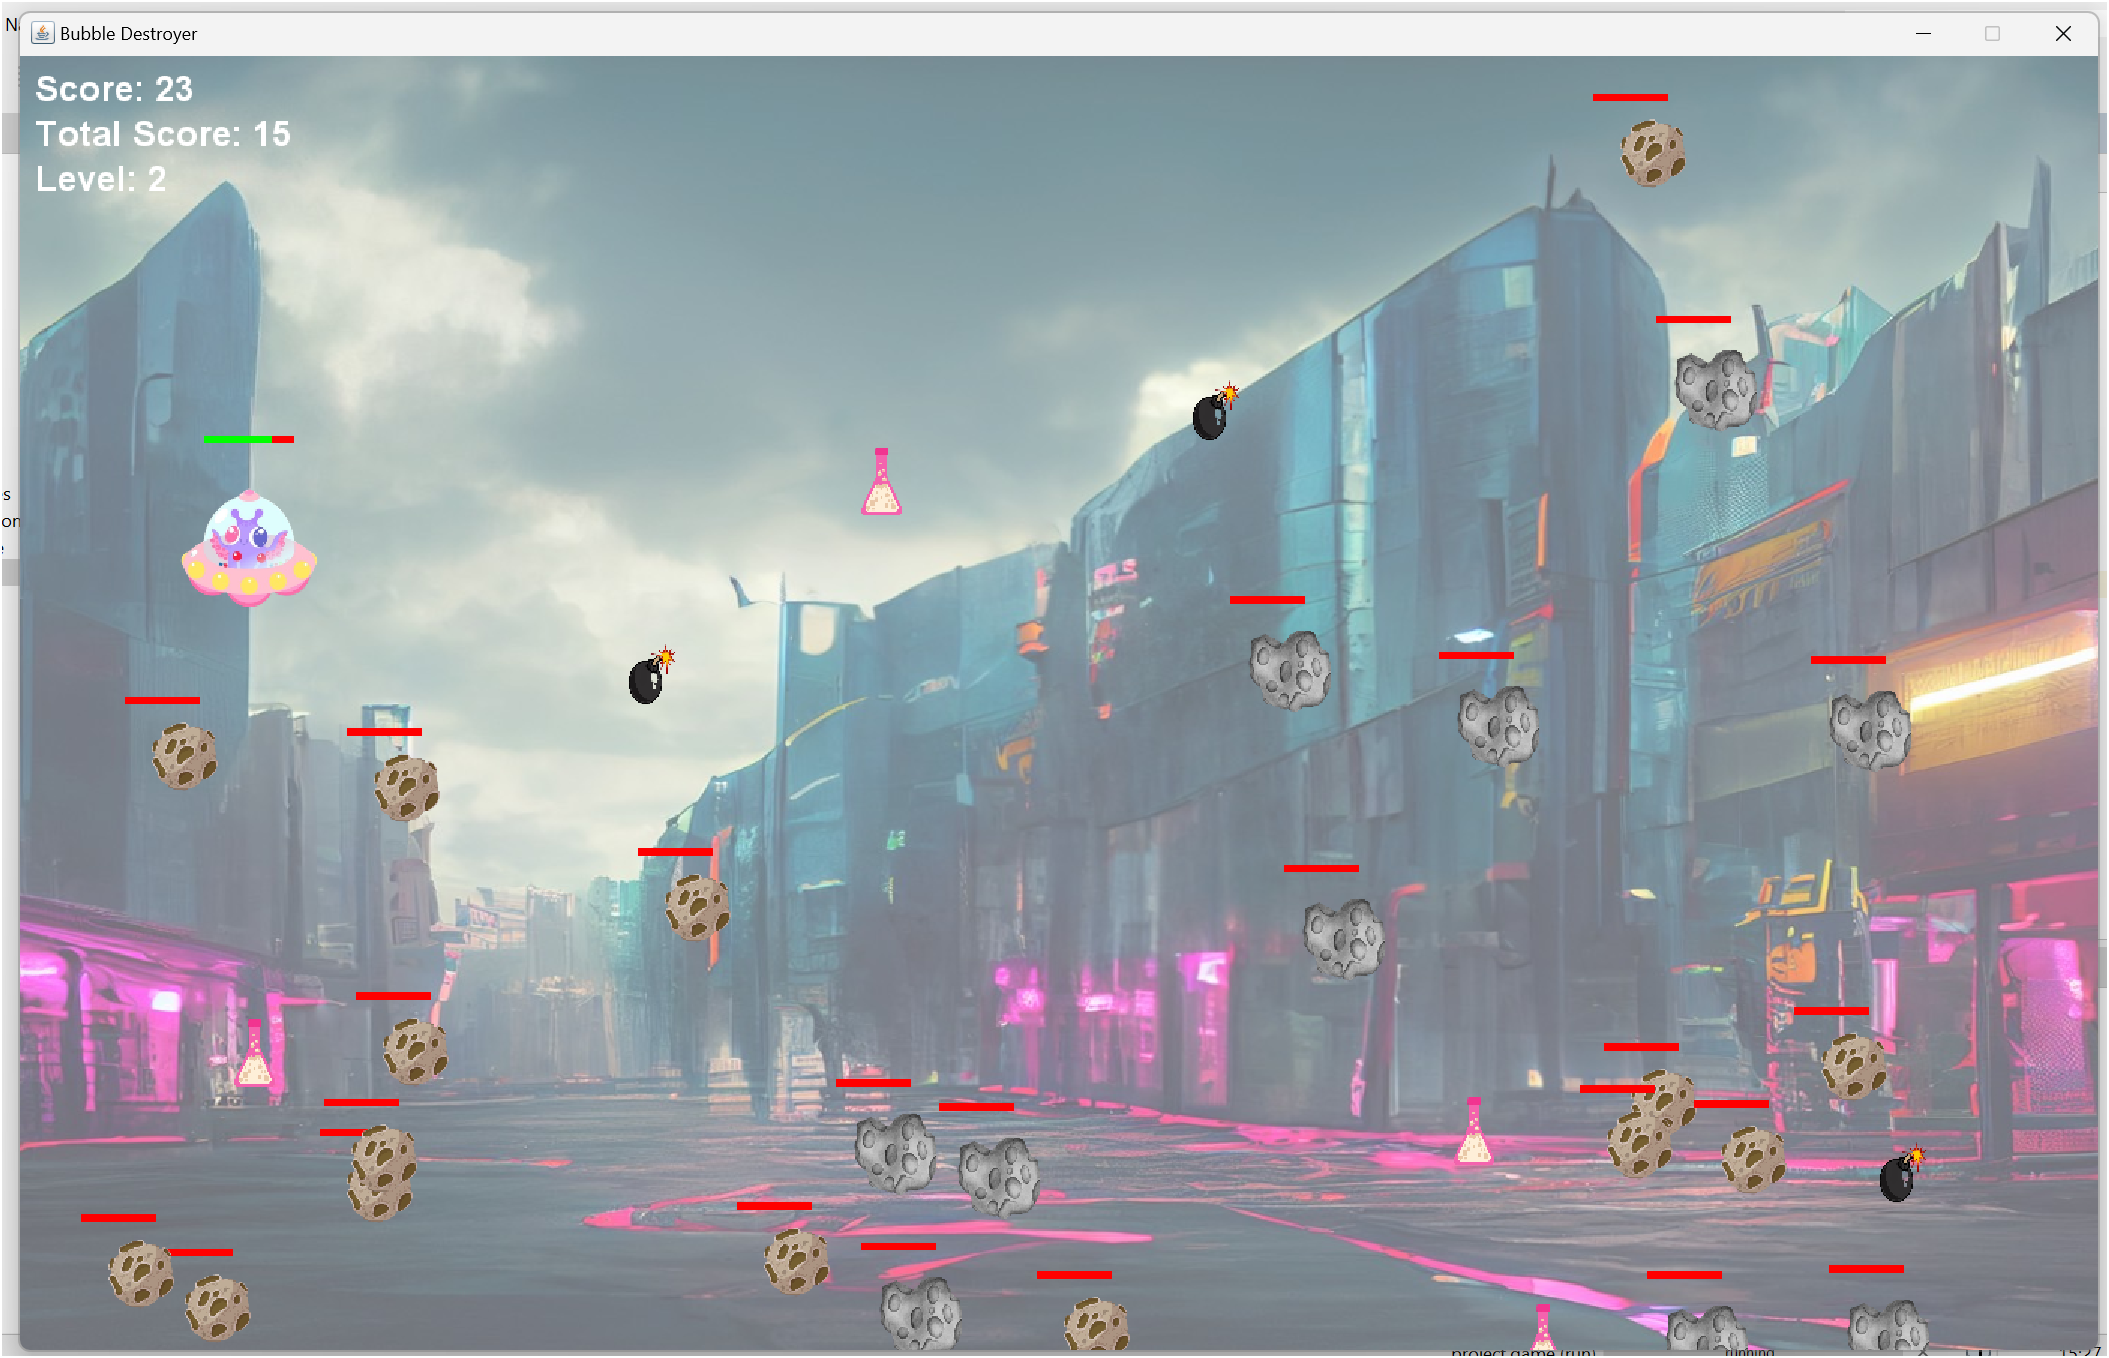 Bubble Destroyer
Score: 23
Total Score: 15
Level: 2